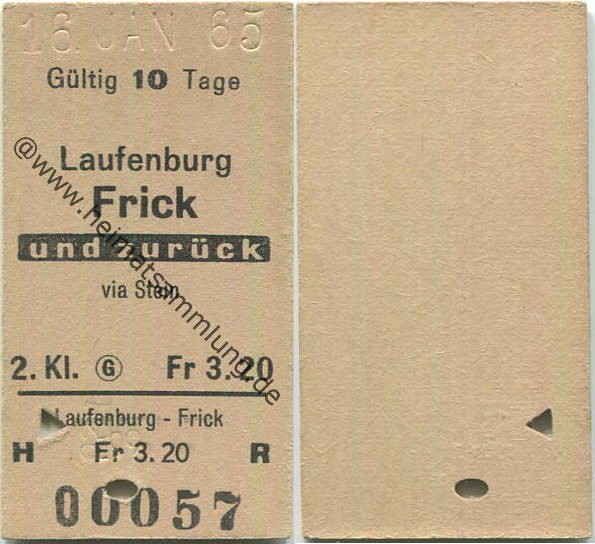 16. JAN 65
Gültig 10 Tage
Laufenburg
Frick
und zurück
via Stein
2. Kl. G Fr 3.20
Laufenburg - Frick
H Fr 3.20 R
00057
@www.heimatsammlung.de